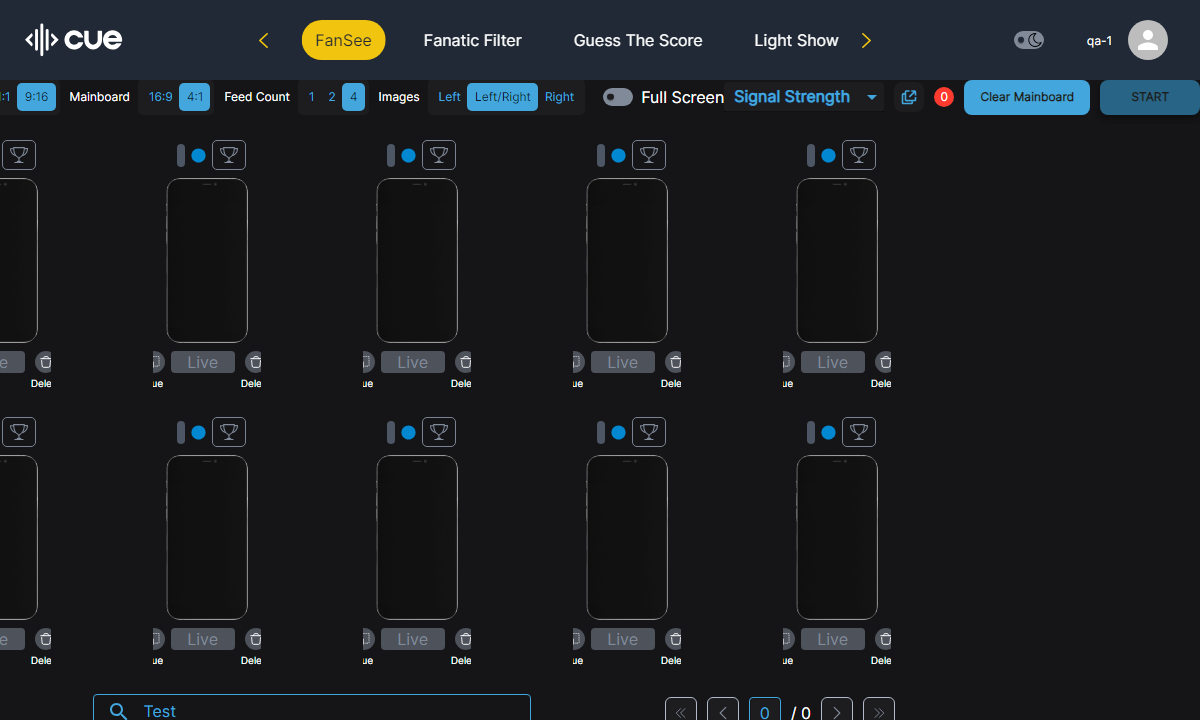 cue FanSee Fanatic Filter Guess The Score Light Show qa-1
:1 9:16 Mainboard 16:9 4:1 Feed Count 1 2 4 Images Left Left/Right Right Full Screen Signal Strength 0 Clear Mainboard START
e Live Live Live Live
Dele ue Dele ue Dele ue Dele ue Dele
e Live Live Live Live
Dele ue Dele ue Dele ue Dele ue Dele
Test 0 / 0